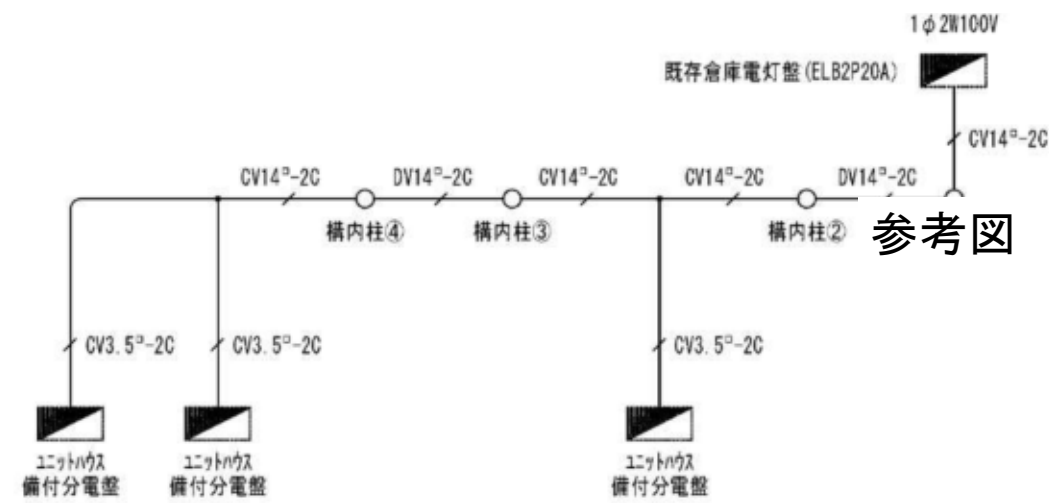 1φ2W100V
既存倉庫電灯盤(ELB2P20A)
CV14□-2C
CV14□-2C
DV14□-2C
CV14□-2C
CV14□-2C
DV14□-2C
構内柱④
構内柱③
構内柱②
参考図
CV3.5□-2C
CV3.5□-2C
CV3.5□-2C
ユニットハウス
備付分電盤
ユニットハウス
備付分電盤
ユニットハウス
備付分電盤